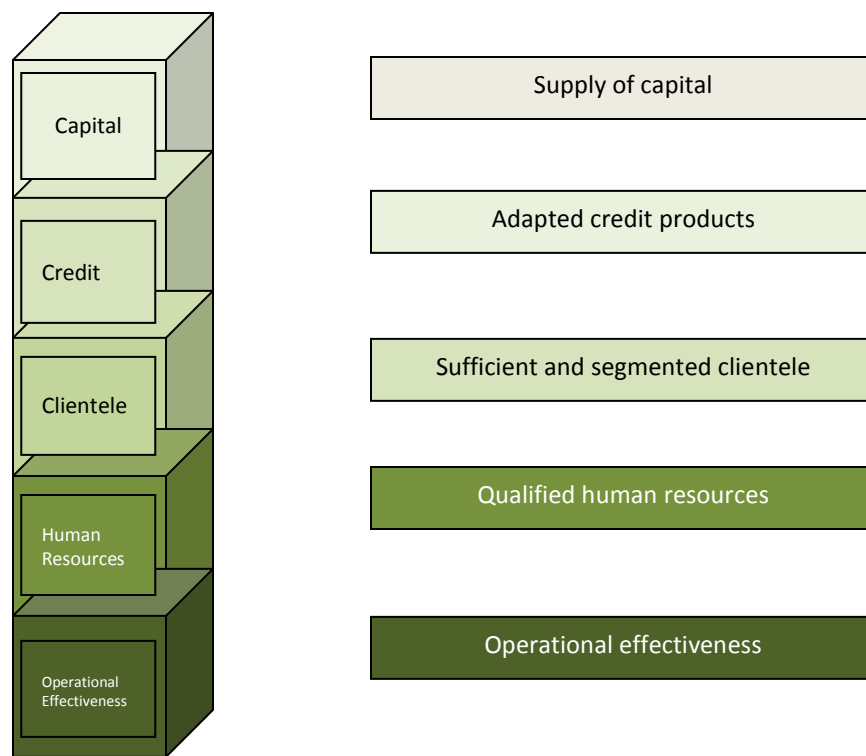 Capital
Supply of capital
Credit
Adapted credit products
Clientele
Sufficient and segmented clientele
Human
Resources
Qualified human resources
Operational
Effectiveness
Operational effectiveness